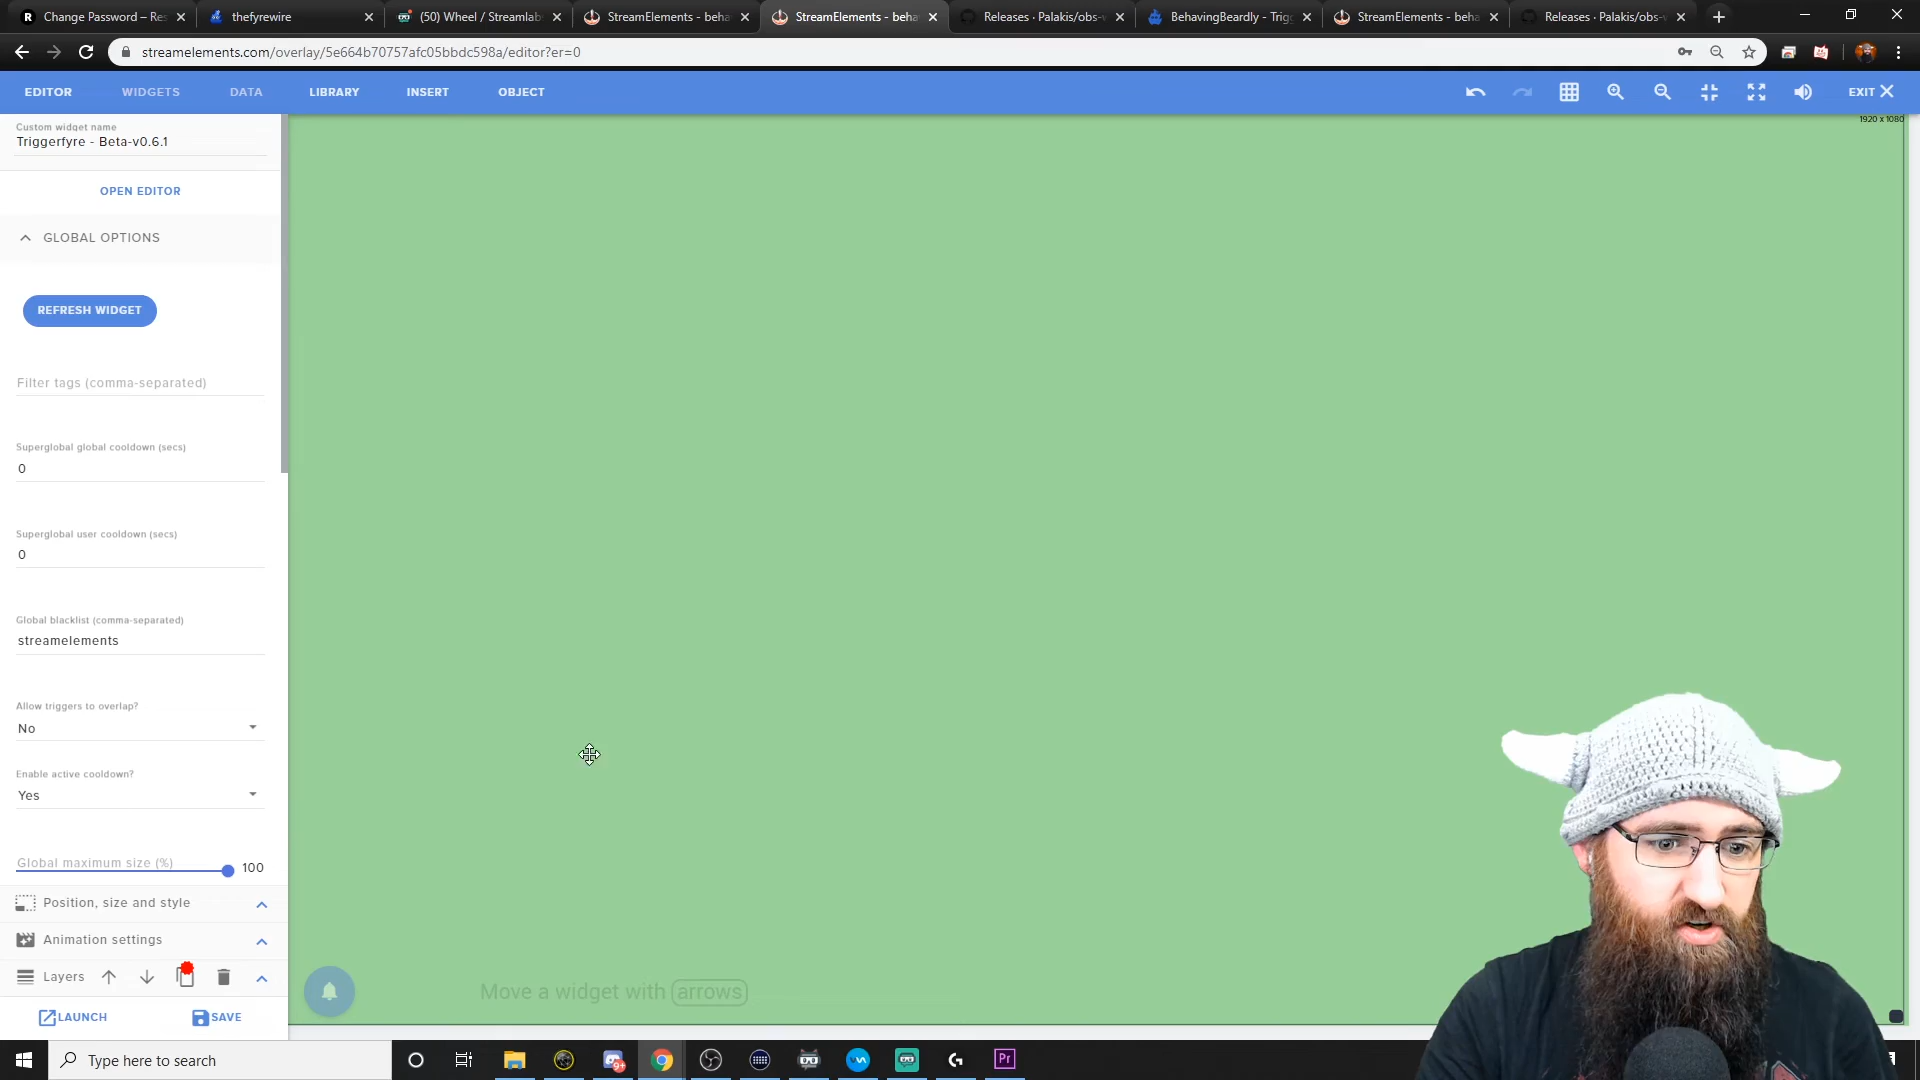 Change Password – Res
thefyrewire
(50) Wheel / Streamlab
StreamElements - beha
StreamElements - beha
Releases · Palakis/obs-w
BehavingBeardly - Trigg
StreamElements - beha
Releases · Palakis/obs-w
streamelements.com/overlay/5e664b70757afc05bbdc598a/editor?er=0
EDITOR WIDGETS DATA LIBRARY INSERT OBJECT EXIT
1920 x 1080
Custom widget name
Triggerfyre - Beta-v0.6.1
OPEN EDITOR
GLOBAL OPTIONS
REFRESH WIDGET
Filter tags (comma-separated)
Superglobal global cooldown (secs)
0
Superglobal user cooldown (secs)
0
Global blacklist (comma-separated)
streamelements
Allow triggers to overlap?
No
Enable active cooldown?
Yes
Global maximum size (%) 100
Position, size and style
Animation settings
Layers
Move a widget with arrows
LAUNCH SAVE
Type here to search
9+
Pr